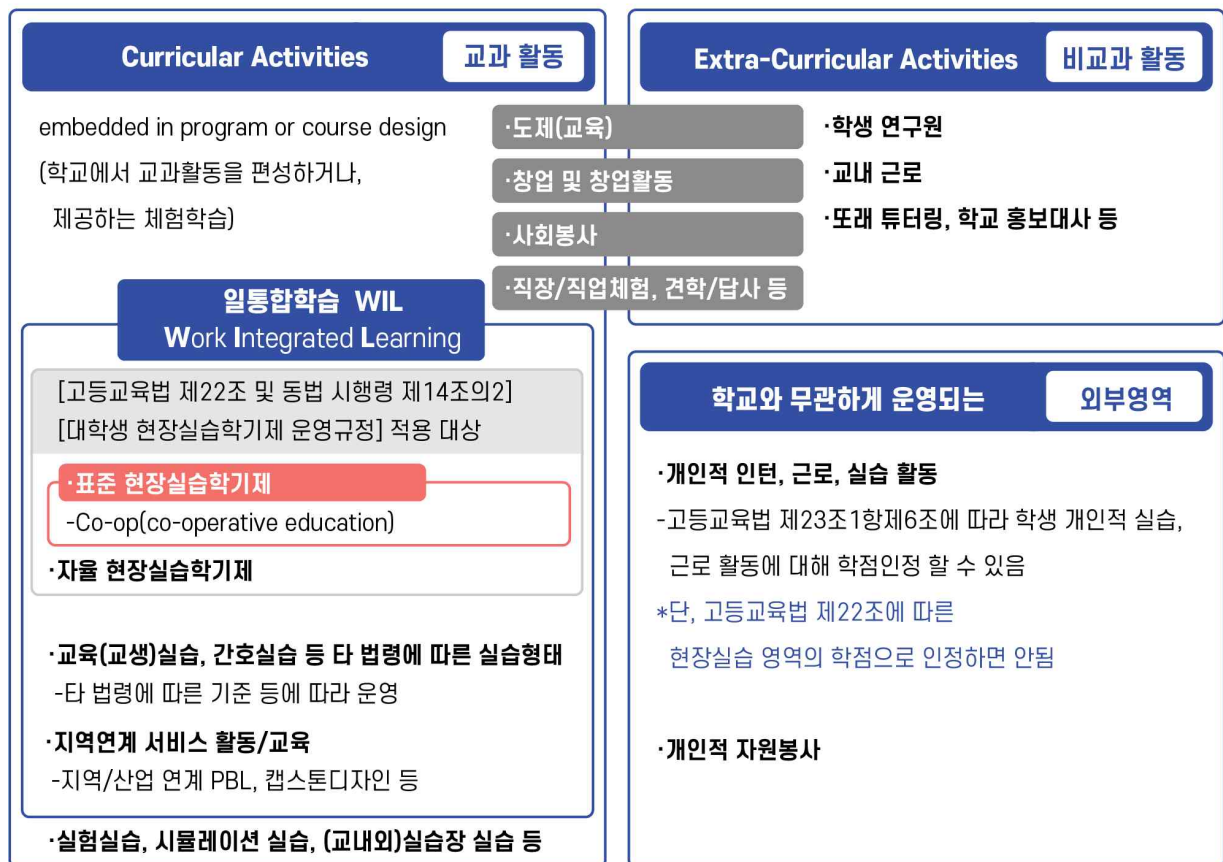 Curricular Activities 교과 활동
embedded in program or course design
(학교에서 교과활동을 편성하거나,
제공하는 체험학습)
·도제(교육)
·창업 및 창업활동
·사회봉사
·직장/직업체험, 견학/답사 등
일통합학습 WIL
Work Integrated Learning
[고등교육법 제22조 및 동법 시행령 제14조의2]
[대학생 현장실습학기제 운영규정] 적용 대상
·표준 현장실습학기제
-Co-op(co-operative education)
·자율 현장실습학기제
·교육(교생)실습, 간호실습 등 타 법령에 따른 실습형태
-타 법령에 따른 기준 등에 따라 운영
·지역연계 서비스 활동/교육
-지역/산업 연계 PBL, 캡스톤디자인 등
·실험실습, 시뮬레이션 실습, (교내외)실습장 실습 등
Extra-Curricular Activities 비교과 활동
·학생 연구원
·교내 근로
·또래 튜터링, 학교 홍보대사 등
학교와 무관하게 운영되는 외부영역
·개인적 인턴, 근로, 실습 활동
-고등교육법 제23조1항제6조에 따라 학생 개인적 실습,
근로 활동에 대해 학점인정 할 수 있음
*단, 고등교육법 제22조에 따른
현장실습 영역의 학점으로 인정하면 안됨
·개인적 자원봉사